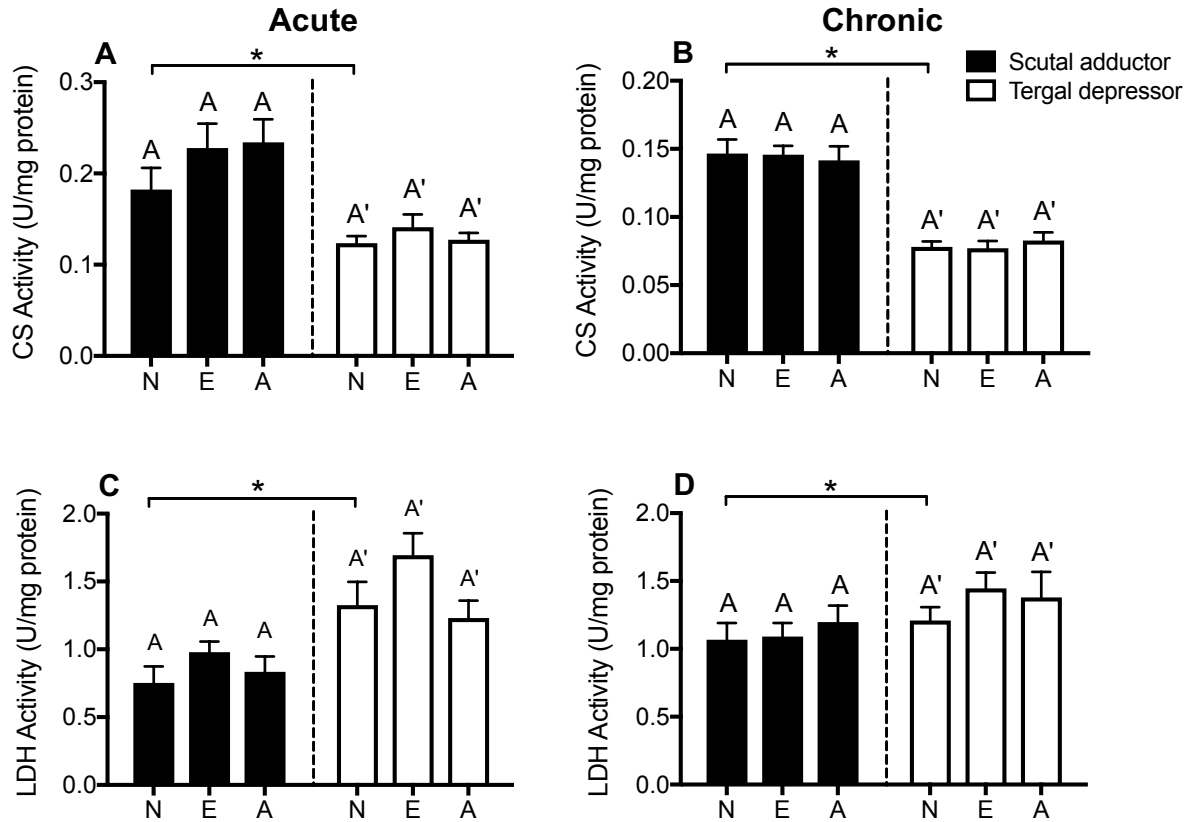 Acute
Chronic
A
*
CS Activity (U/mg protein)
0.3
0.2
0.1
0.0
A A A A' A' A'
N E A N E A
B
*
Scutal adductor
Tergal depressor
CS Activity (U/mg protein)
0.20
0.15
0.10
0.05
0.00
A A A A' A' A'
N E A N E A
C
*
LDH Activity (U/mg protein)
2.0
1.5
1.0
0.5
0.0
A A A A' A' A'
N E A N E A
D
*
LDH Activity (U/mg protein)
2.0
1.5
1.0
0.5
0.0
A A A A' A' A'
N E A N E A